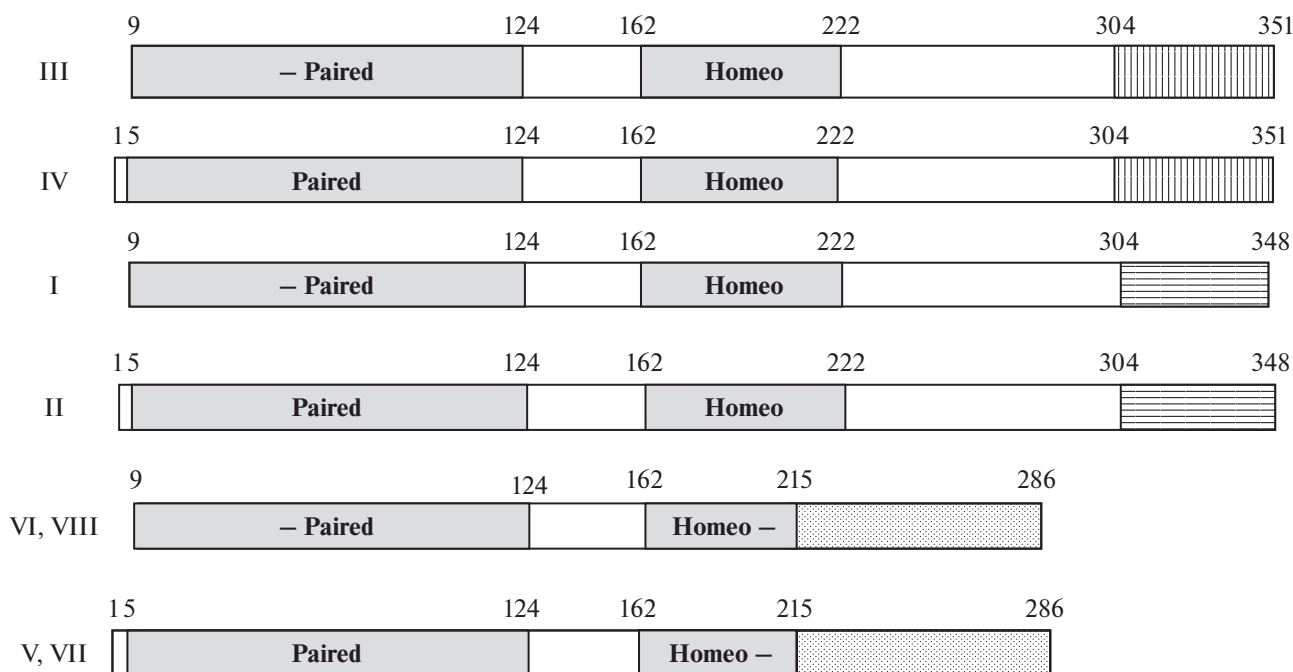 9 124 162 222 304 351
III – Paired Homeo
15 124 162 222 304 351
IV Paired Homeo
9 124 162 222 304 348
I – Paired Homeo
15 124 162 222 304 348
II Paired Homeo
9 124 162 215 286
VI, VIII – Paired Homeo –
15 124 162 215 286
V, VII Paired Homeo –